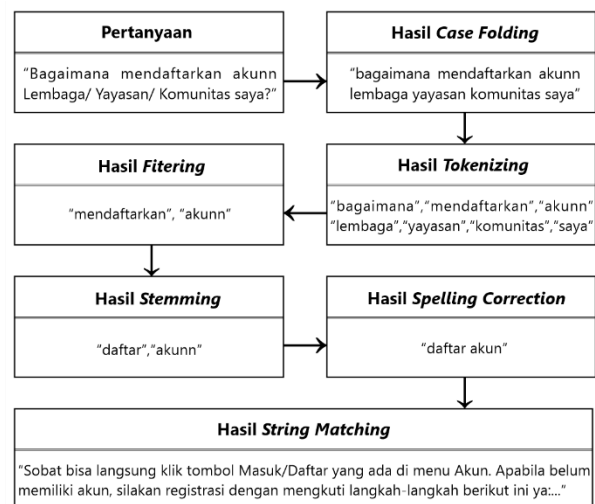 Pertanyaan
"Bagaimana mendaftarkan akunn
Lembaga/ Yayasan/ Komunitas saya?"
Hasil Case Folding
"bagaimana mendaftarkan akunn
lembaga yayasan komunitas saya"
Hasil Tokenizing
"bagaimana","mendaftarkan","akunn"
"lembaga","yayasan","komunitas","saya"
Hasil Fitering
"mendaftarkan", "akunn"
Hasil Stemming
"daftar","akunn"
Hasil Spelling Correction
"daftar akun"
Hasil String Matching
"Sobat bisa langsung klik tombol Masuk/Daftar yang ada di menu Akun. Apabila belum
memiliki akun, silakan registrasi dengan mengkuti langkah-langkah berikut ini ya:..."